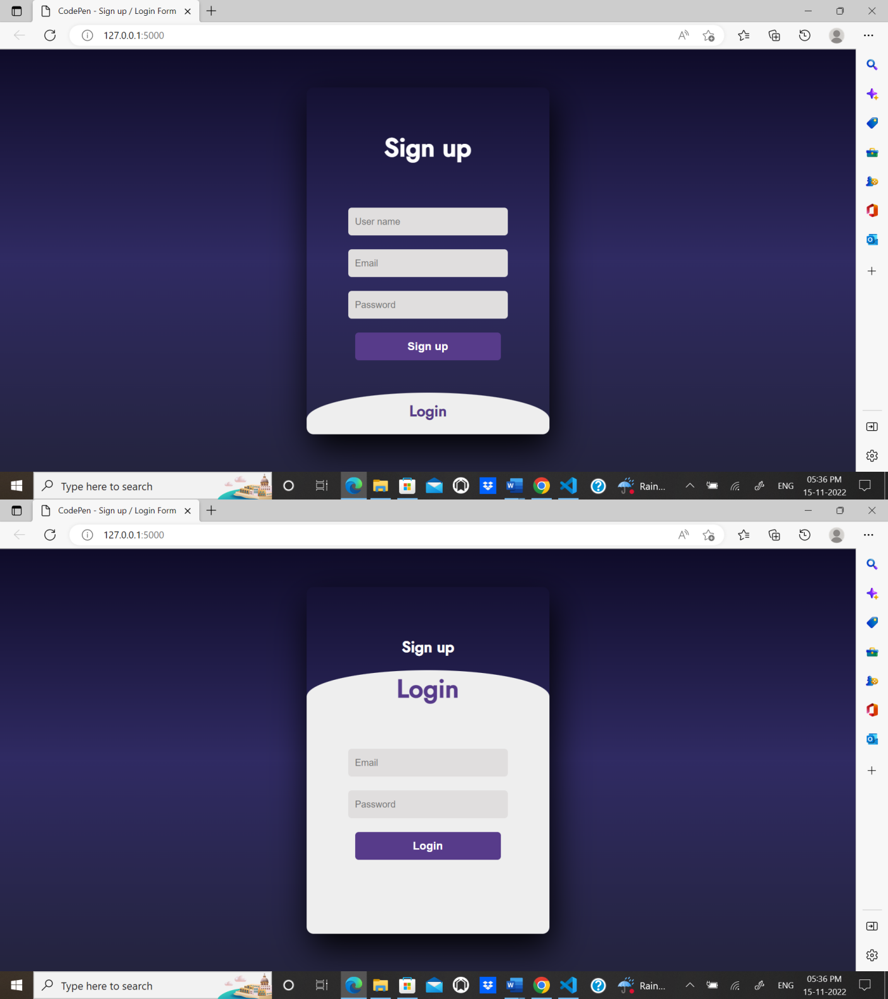 CodePen - Sign up / Login Form
127.0.0.1:5000
Sign up
User name
Email
Password
Sign up
Login
Type here to search
Rain...
ENG
05:36 PM
15-11-2022
CodePen - Sign up / Login Form
127.0.0.1:5000
Sign up
Login
Email
Password
Login
Type here to search
Rain...
ENG
05:36 PM
15-11-2022